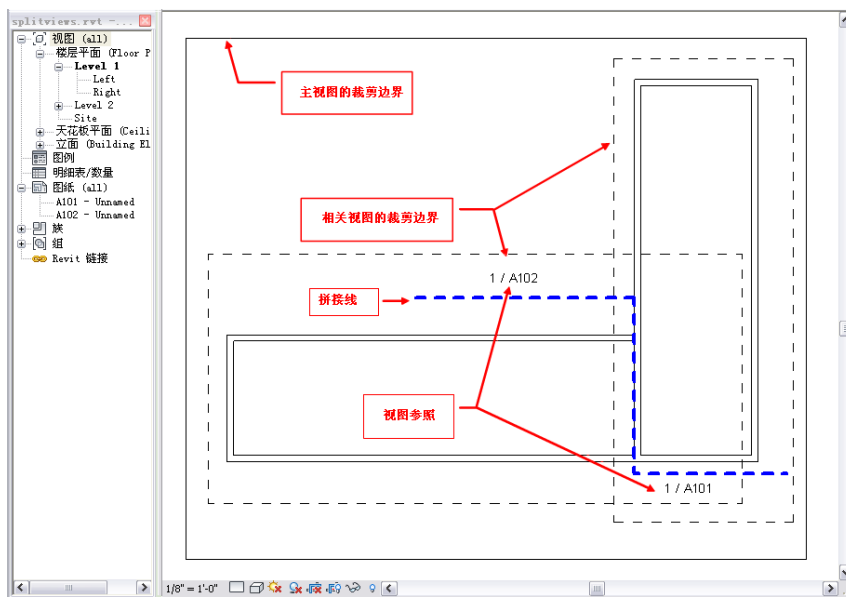 splitviews.rvt -...
视图 (all)
楼层平面 (Floor P
Level 1
Left
Right
Level 2
Site
天花板平面 (Ceili
立面 (Building El
图例
明细表/数量
图纸 (all)
A101 - Unnamed
A102 - Unnamed
族
组
Revit 链接
主视图的裁剪边界
相关视图的裁剪边界
1 / A102
拼接线
视图参照
1 / A101
1/8" = 1'-0"